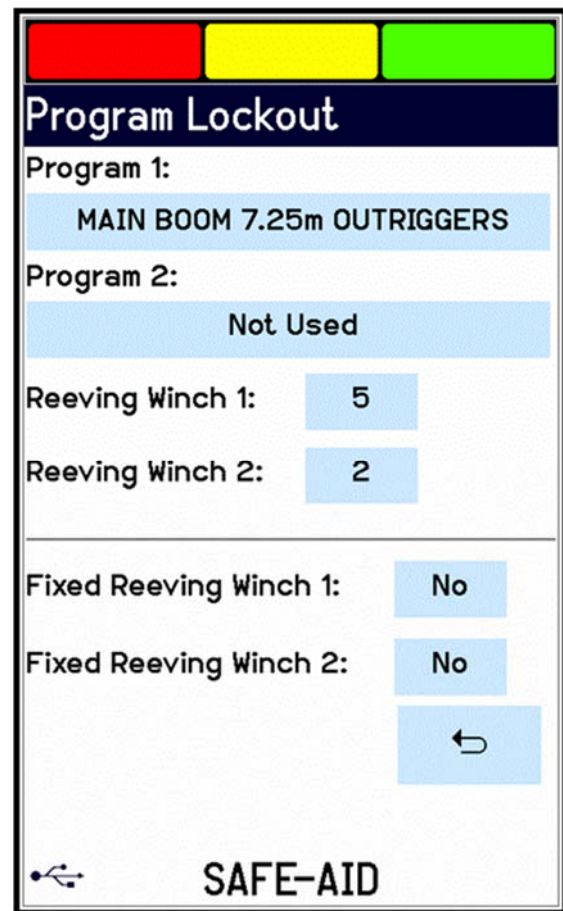 Program Lockout
Program 1:
MAIN BOOM 7.25m OUTRIGGERS
Program 2:
Not Used
Reeving Winch 1: 5
Reeving Winch 2: 2
Fixed Reeving Winch 1: No
Fixed Reeving Winch 2: No
SAFE-AID